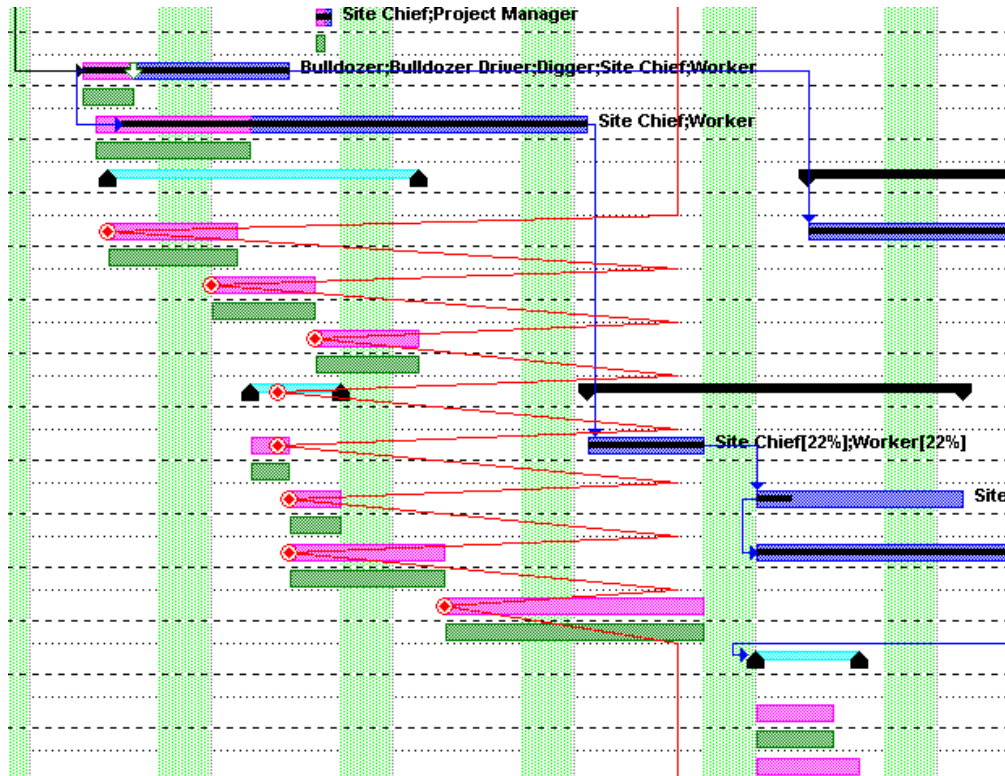 Site Chief;Project Manager
Bulldozer;Bulldozer Driver;Digger;Site Chief;Worker
Site Chief;Worker
Site Chief[22%];Worker[22%]
Site